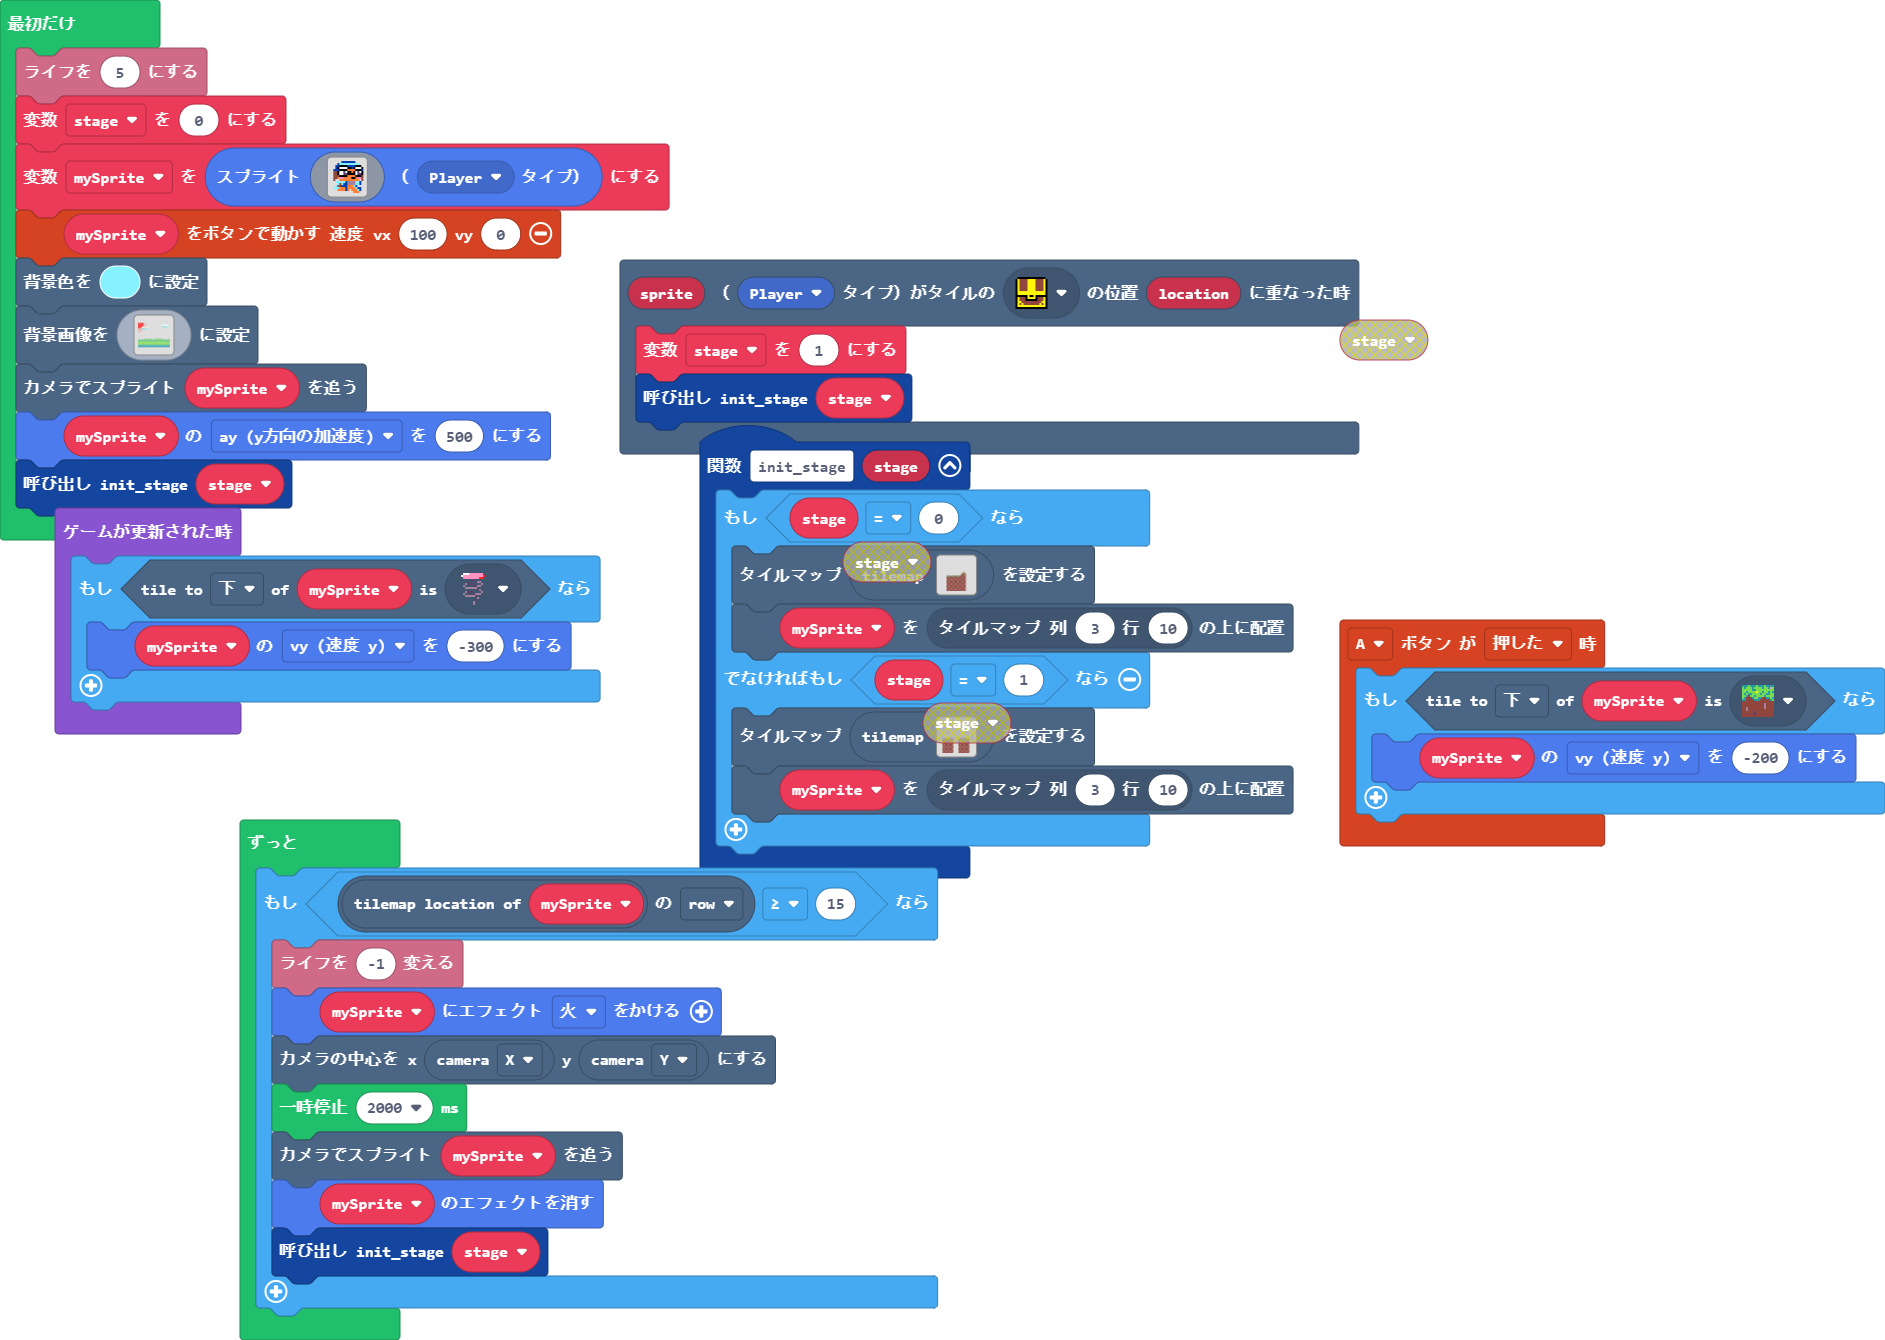 最初だけ
ライフを 5 にする
変数 stage を 0 にする
変数 mySprite を スプライト ( Player タイプ) にする
mySprite をボタンで動かす 速度 vx 100 vy 0
背景色を に設定
背景画像を に設定
カメラでスプライト mySprite を追う
mySprite の ay (y方向の加速度) を 500 にする
呼び出し init_stage stage
ゲームが更新された時
もし tile to 下 of mySprite is なら
mySprite の vy (速度 y) を -300 にする
sprite ( Player タイプ) がタイルの の位置 location に重なった時
変数 stage を 1 にする
呼び出し init_stage stage
stage
関数 init_stage stage
もし stage = 0 なら
stage
タイルマップ tilemap を設定する
mySprite を タイルマップ 列 3 行 10 の上に配置
でなければもし stage = 1 なら
stage
タイルマップ tilemap を設定する
mySprite を タイルマップ 列 3 行 10 の上に配置
A ボタン が 押した 時
もし tile to 下 of mySprite is なら
mySprite の vy (速度 y) を -200 にする
ずっと
もし tilemap location of mySprite の row ≥ 15 なら
ライフを -1 変える
mySprite にエフェクト 火 をかける
カメラの中心を x camera X y camera Y にする
一時停止 2000 ms
カメラでスプライト mySprite を追う
mySprite のエフェクトを消す
呼び出し init_stage stage